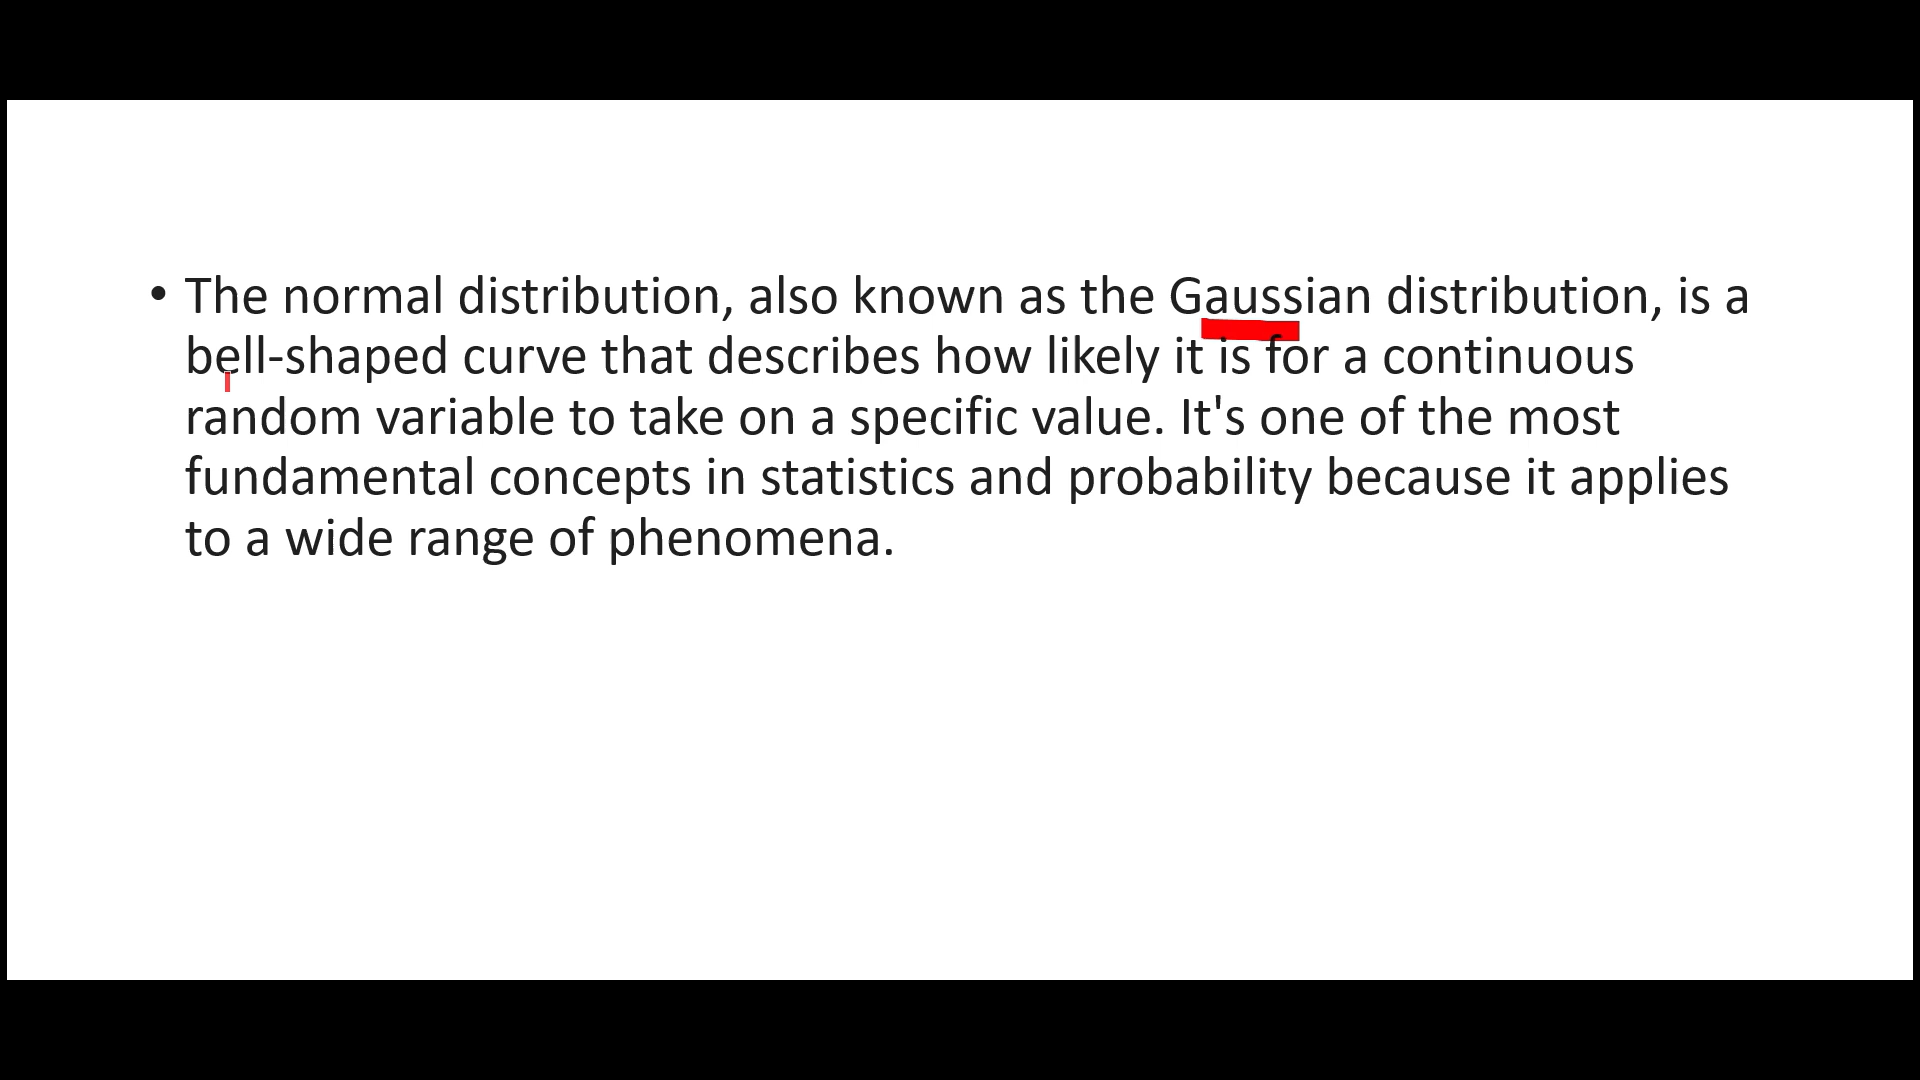 • The normal distribution, also known as the Gaussian distribution, is a
bell-shaped curve that describes how likely it is for a continuous
random variable to take on a specific value. It's one of the most
fundamental concepts in statistics and probability because it applies
to a wide range of phenomena.